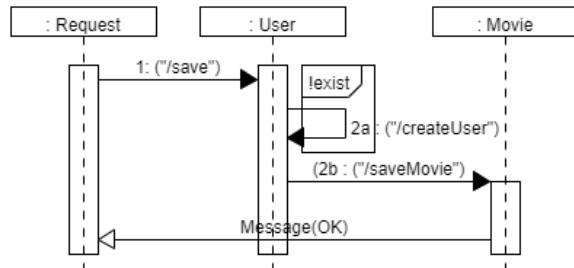 : Request
: User
: Movie
1: ("/save")
!exist
2a : ("/createUser")
(2b : ("/saveMovie")
Message(OK)